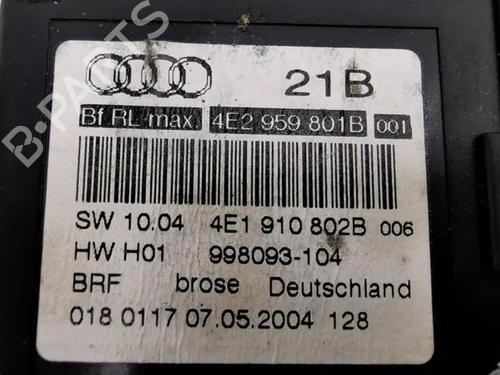 21B
Bf RL-max 4E2 959 801B 001
SW 10.04 4E1 910 802B 006
HW H01 998093-104
BRF brose Deutschland
018 0117 07.05.2004 128
B-PARTS